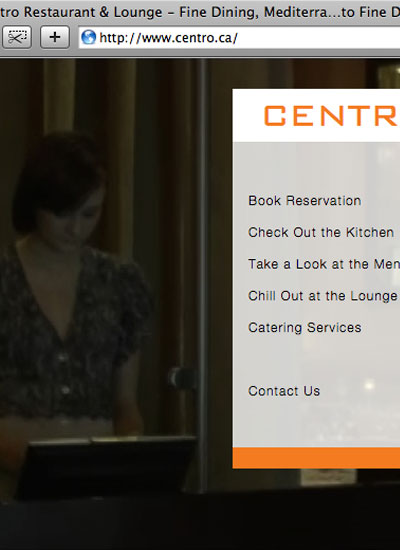 tro Restaurant & Lounge – Fine Dining, Mediterra...to Fine D
http://www.centro.ca/
CENTR
Book Reservation
Check Out the Kitchen
Take a Look at the Men
Chill Out at the Lounge
Catering Services
Contact Us